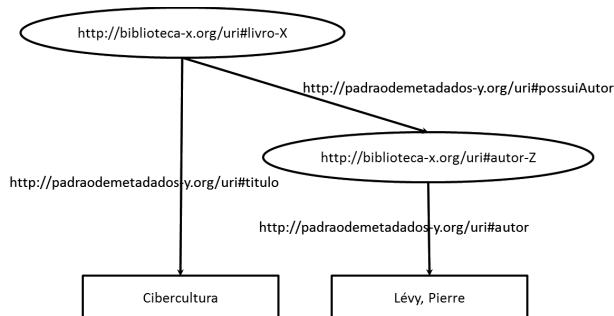 http://biblioteca-x.org/uri#livro-X
http://padraodemetadados-y.org/uri#possuiAutor
http://biblioteca-x.org/uri#autor-Z
http://padraodemetadados-y.org/uri#titulo
http://padraodemetadados-y.org/uri#autor
Cibercultura
Lévy, Pierre